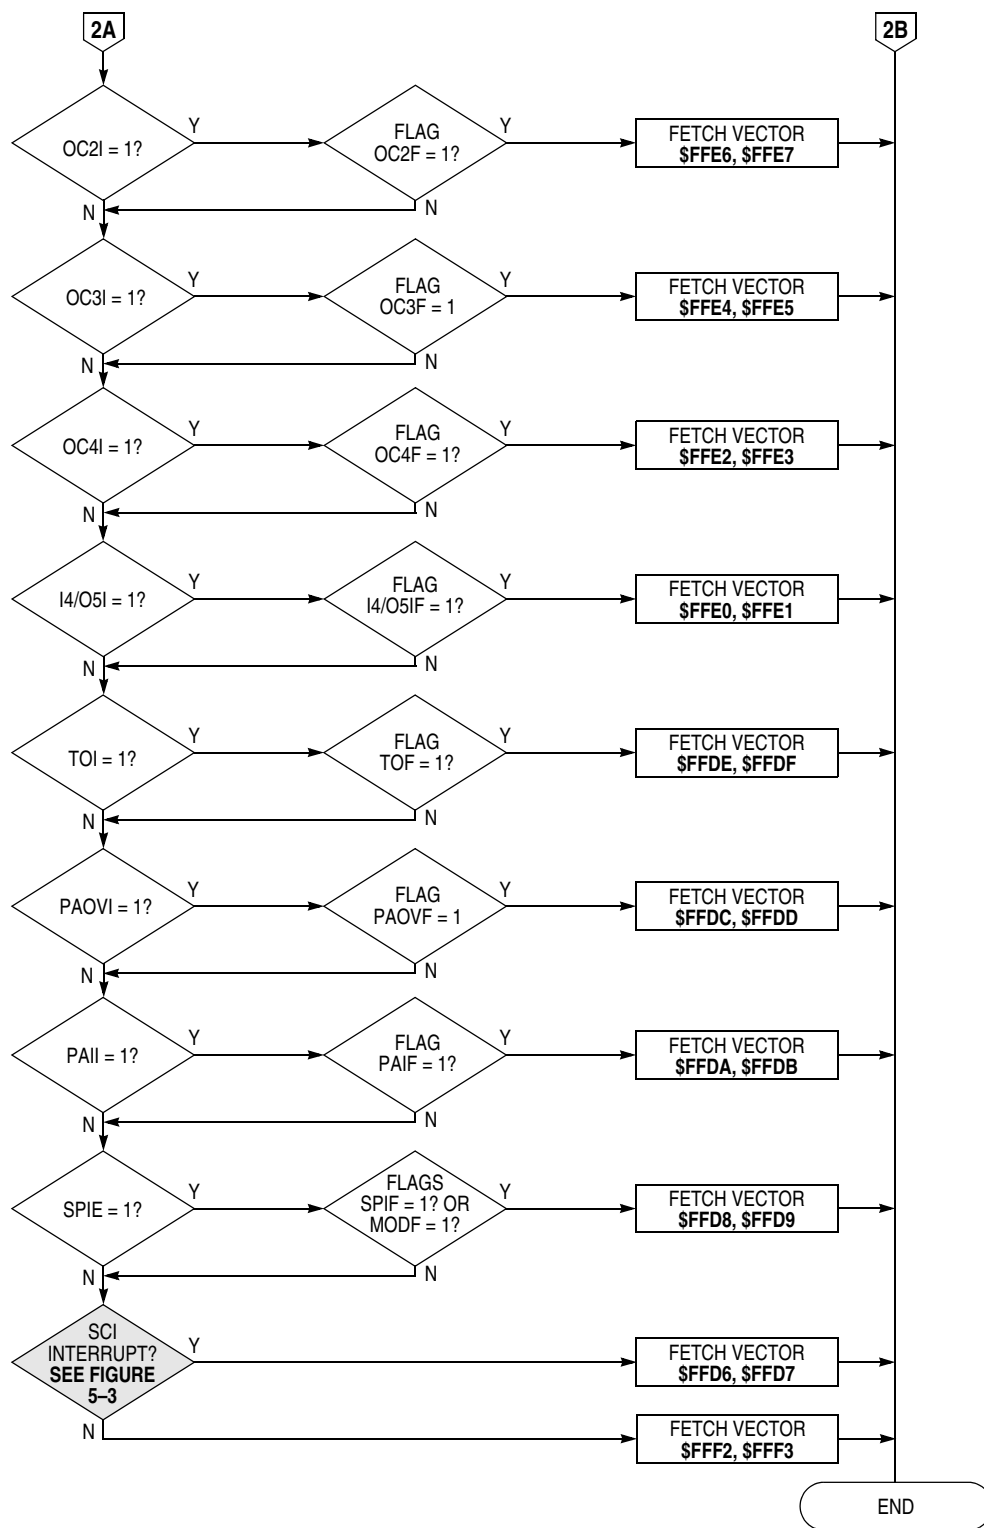 2A
2B
OC2I = 1?
Y
FLAG
OC2F = 1?
Y
FETCH VECTOR
$FFE6, $FFE7
N
N
OC3I = 1?
Y
FLAG
OC3F = 1
Y
FETCH VECTOR
$FFE4, $FFE5
N
N
OC4I = 1?
Y
FLAG
OC4F = 1?
Y
FETCH VECTOR
$FFE2, $FFE3
N
N
I4/O5I = 1?
Y
FLAG
I4/O5IF = 1?
Y
FETCH VECTOR
$FFE0, $FFE1
N
N
TOI = 1?
Y
FLAG
TOF = 1?
Y
FETCH VECTOR
$FFDE, $FFDF
N
N
PAOVI = 1?
Y
FLAG
PAOVF = 1
Y
FETCH VECTOR
$FFDC, $FFDD
N
N
PAII = 1?
Y
FLAG
PAIF = 1?
Y
FETCH VECTOR
$FFDA, $FFDB
N
N
SPIE = 1?
Y
FLAGS
SPIF = 1? OR
MODF = 1?
Y
FETCH VECTOR
$FFD8, $FFD9
N
N
SCI
INTERRUPT?
SEE FIGURE
5–3
Y
FETCH VECTOR
$FFD6, $FFD7
N
FETCH VECTOR
$FFF2, $FFF3
END